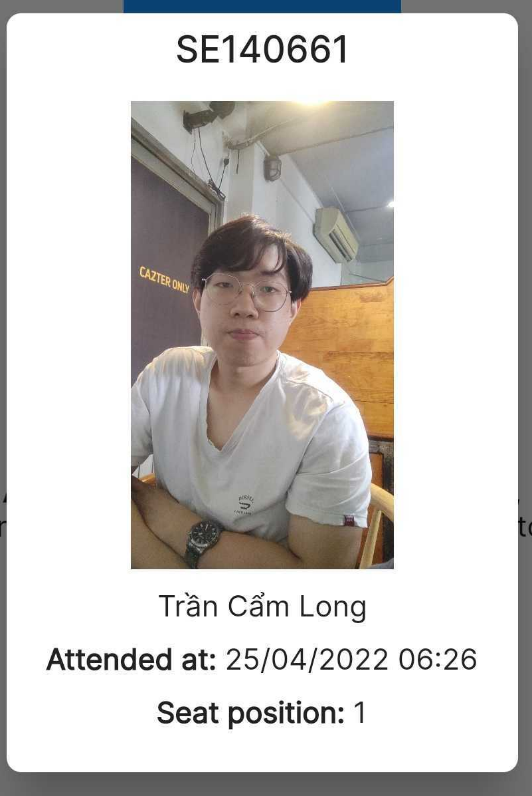 SE140661
CAZTER ONLY
Trần Cẩm Long
Attended at: 25/04/2022 06:26
Seat position: 1